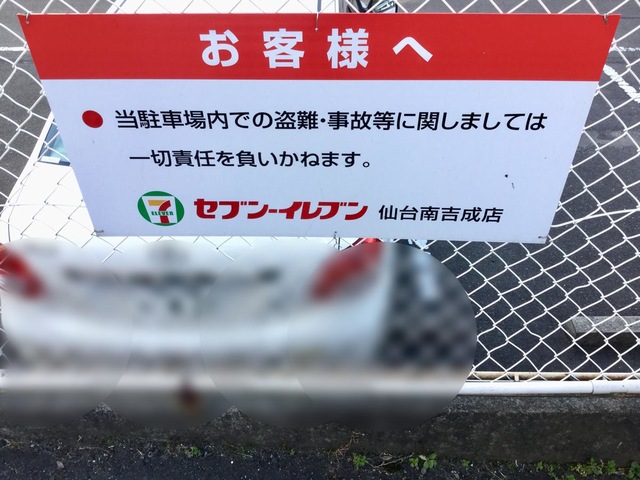 お客様へ
● 当駐車場内での盗難・事故等に関しましては
一切責任を負いかねます。
7 ELEVEN セブン-イレブン 仙台南吉成店